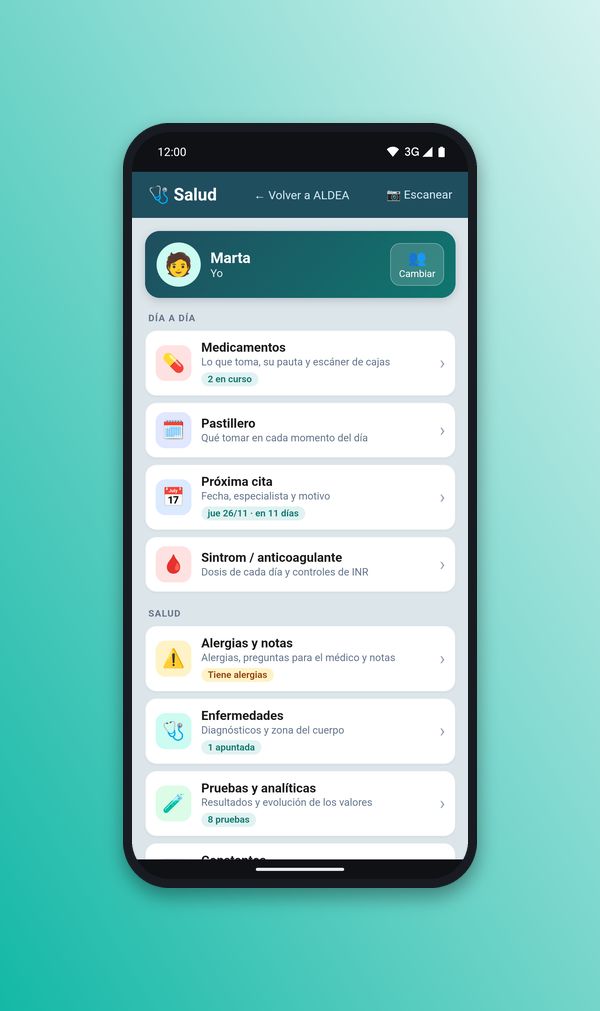 12:00
3G
Salud
← Volver a ALDEA
Escanear
Marta
Yo
Cambiar
DÍA A DÍA
Medicamentos
Lo que toma, su pauta y escáner de cajas
2 en curso
Pastillero
Qué tomar en cada momento del día
Próxima cita
Fecha, especialista y motivo
jue 26/11 · en 11 días
Sintrom / anticoagulante
Dosis de cada día y controles de INR
SALUD
Alergias y notas
Alergias, preguntas para el médico y notas
Tiene alergias
Enfermedades
Diagnósticos y zona del cuerpo
1 apuntada
Pruebas y analíticas
Resultados y evolución de los valores
8 pruebas